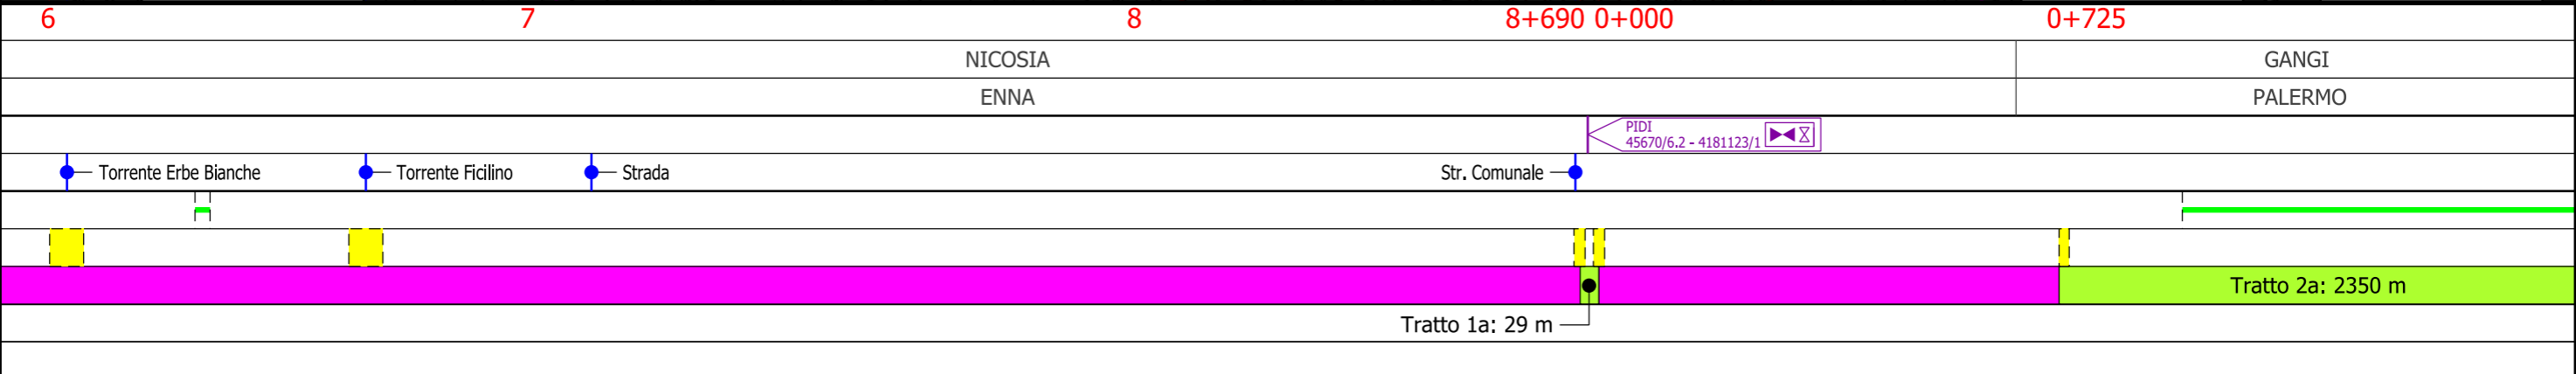 6 7 8 8+690 0+000 0+725
NICOSIA GANGI
ENNA PALERMO
PIDI
45670/6.2 - 4181123/1
Torrente Erbe Bianche Torrente Ficilino Strada Str. Comunale
Tratto 2a: 2350 m
Tratto 1a: 29 m